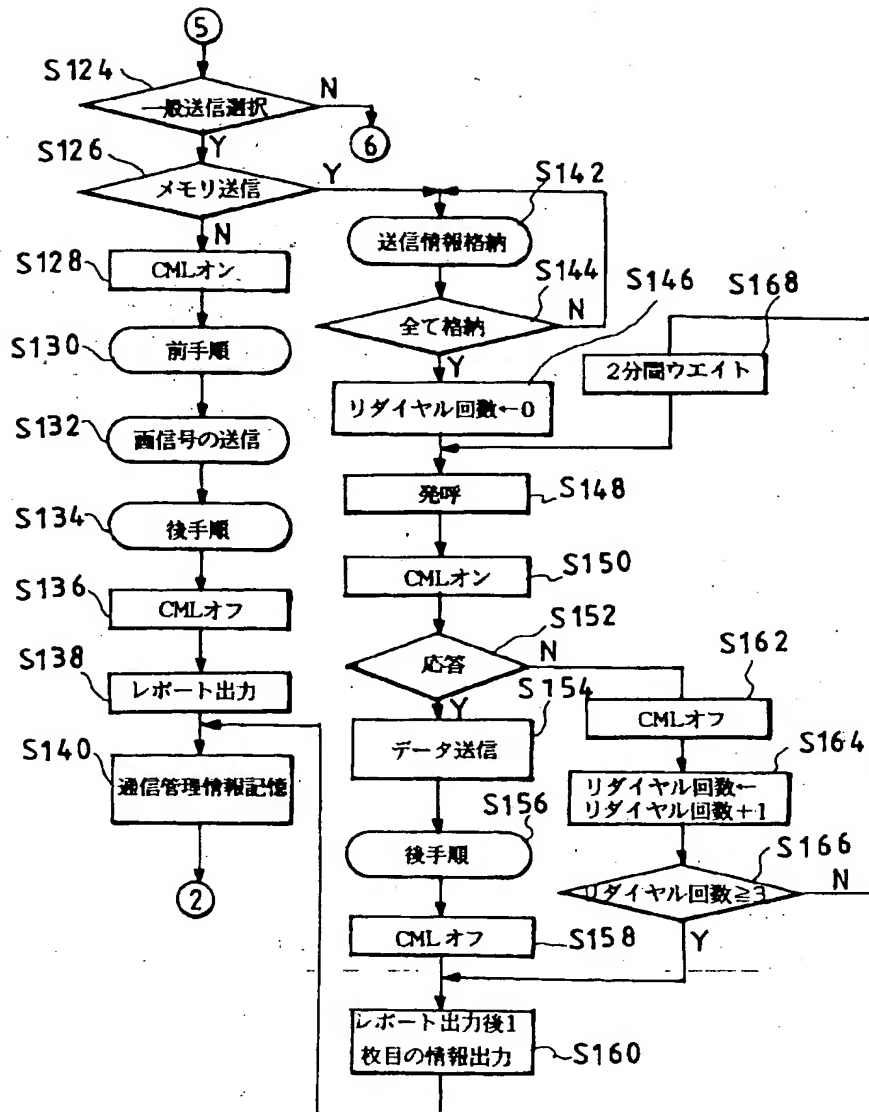 5
S124
一般送信選択
N
6
Y
S126
メモリ送信
Y
N
S128
CMLオン
S130
前手順
S132
画信号の送信
S134
後手順
S136
CMLオフ
S138
レポート出力
S140
通信管理情報記憶
2
S142
送信情報格納
S144
全て格納
N
Y
S146
リダイヤル回数←0
S168
2分間ウエイト
S148
発呼
S150
CMLオン
S152
応答
N
Y
S154
データ送信
S156
後手順
S158
CMLオフ
S162
CMLオフ
S164
リダイヤル回数←
リダイヤル回数+1
S166
リダイヤル回数≧3
N
Y
S160
レポート出力後1
枚目の情報出力